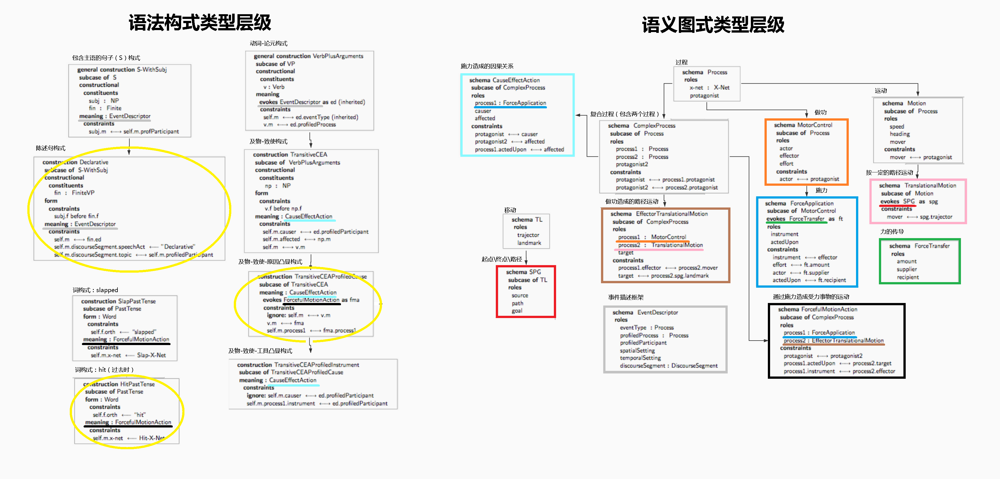 语法构式类型层级
包含主语的句子（S）构式
general construction S-WithSubj
subcase of S
constructional
constituents
subj : NP
fin : Finite
meaning : EventDescriptor
constraints
subj.m ⟷ self.m.profParticipant
陈述句构式
construction Declarative
subcase of S-WithSubj
constructional
constituents
fin : FiniteVP
form
constraints
subj.f before fin.f
meaning : EventDescriptor
constraints
self.m ⟷ fin.ed
self.m.discourseSegment.speechAct ⟵ "Declarative"
self.m.discourseSegment.topic ⟷ self.m.profiledParticipant
词构式：slapped
construction SlapPastTense
subcase of PastTense
form : Word
constraints
self.f.orth ⟵ "slapped"
meaning : ForcefulMotionAction
constraints
self.m.x-net ⟵ Slap-X-Net
词构式：hit（过去时）
construction HitPastTense
subcase of PastTense
form : Word
constraints
self.f.orth ⟵ "hit"
meaning : ForcefulMotionAction
constraints
self.m.x-net ⟵ Hit-X-Net
动词-论元构式
general construction VerbPlusArguments
subcase of VP
constructional
constituents
v : Verb
meaning
evokes EventDescriptor as ed (inherited)
constraints
self.m ⟷ ed.eventType (inherited)
v.m ⟷ ed.profiledProcess
及物-致使构式
construction TransitiveCEA
subcase of VerbPlusArguments
constructional
constituents
np : NP
form
constraints
v.f before np.f
meaning : CauseEffectAction
constraints
self.m.causer ⟷ ed.profiledParticipant
self.m.affected ⟷ np.m
self.m ⟷ v.m
及物-致使-原因凸显构式
construction TransitiveCEAProfiledCause
subcase of TransitiveCEA
meaning : CauseEffectAction
evokes ForcefulMotionAction as fma
constraints
ignore: self.m ⟷ v.m
v.m ⟷ fma
self.m.process1 ⟷ fma.process1
及物-致使-工具凸显构式
construction TransitiveCEAProfiledInstrument
subcase of TransitiveCEAProfiledCause
meaning : CauseEffectAction
constraints
ignore: self.m.causer ⟷ ed.profiledParticipant
self.m.process1.instrument ⟷ ed.profiledParticipant
语义图式类型层级
施力造成的因果关系
schema CauseEffectAction
subcase of ComplexProcess
roles
process1 : ForceApplication
causer
affected
constraints
protagonist ⟷ causer
protagonist2 ⟷ affected
process1.actedUpon ⟷ affected
过程
schema Process
roles
x-net : X-Net
protagonist
复合过程（包含两个过程）
schema ComplexProcess
subcase of Process
roles
process1 : Process
process2 : Process
protagonist2
constraints
protagonist ⟷ process1.protagonist
protagonist2 ⟷ process2.protagonist
做功
schema MotorControl
subcase of Process
roles
actor
effector
effort
constraints
actor ⟷ protagonist
运动
schema Motion
subcase of Process
roles
speed
heading
mover
constraints
mover ⟷ protagonist
按一定的路径运动
schema TranslationalMotion
subcase of Motion
evokes SPG as spg
constraints
mover ⟷ spg.trajector
移动
schema TL
roles
trajector
landmark
起点\终点\路径
schema SPG
subcase of TL
roles
source
path
goal
做功造成的路径运动
schema EffectorTranslationalMotion
subcase of ComplexProcess
roles
process1 : MotorControl
process2 : TranslationalMotion
target
constraints
process1.effector ⟷ process2.mover
target ⟷ process2.spg.landmark
施力
schema ForceApplication
subcase of MotorControl
evokes ForceTransfer as ft
roles
instrument
actedUpon
constraints
instrument ⟷ effector
effort ⟷ ft.amount
actor ⟷ ft.supplier
actedUpon ⟷ ft.recipient
力的传导
schema ForceTransfer
roles
amount
supplier
recipient
事件描述框架
schema EventDescriptor
roles
eventType : Process
profiledProcess : Process
profiledParticipant
spatialSetting
temporalSetting
discourseSegment : DiscourseSegment
通过施力造成受力事物的运动
schema ForcefulMotionAction
subcase of ComplexProcess
roles
process1 : ForceApplication
process2 : EffectorTranslationalMotion
constraints
protagonist ⟷ protagonist2
process1.actedUpon ⟷ process2.target
process1.instrument ⟷ process2.effector